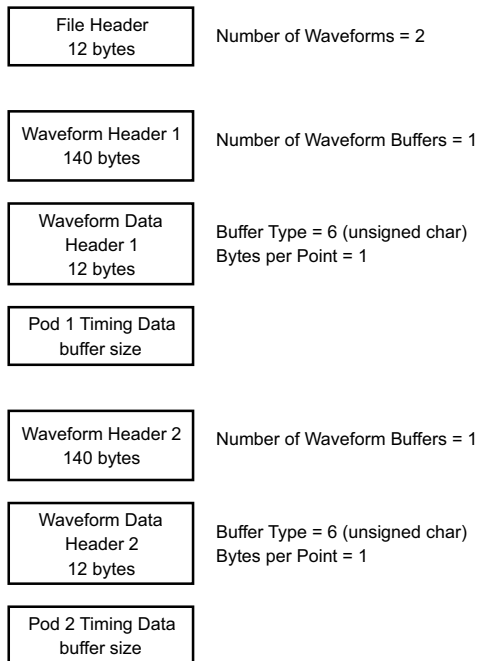 File Header
12 bytes
Number of Waveforms = 2
Waveform Header 1
140 bytes
Number of Waveform Buffers = 1
Waveform Data
Header 1
12 bytes
Buffer Type = 6 (unsigned char)
Bytes per Point = 1
Pod 1 Timing Data
buffer size
Waveform Header 2
140 bytes
Number of Waveform Buffers = 1
Waveform Data
Header 2
12 bytes
Buffer Type = 6 (unsigned char)
Bytes per Point = 1
Pod 2 Timing Data
buffer size